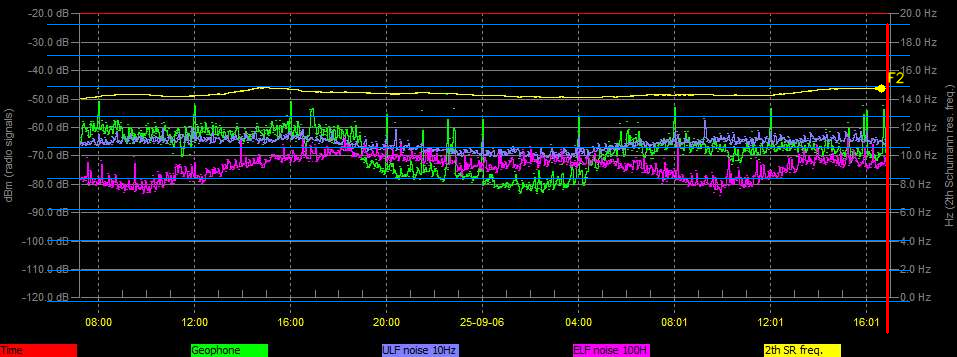 -20.0 dB 20.0 Hz
-30.0 dB 18.0 Hz
-40.0 dB 16.0 Hz
F2
-50.0 dB 14.0 Hz
-60.0 dB 12.0 Hz
-70.0 dB 10.0 Hz
-80.0 dB 8.0 Hz
-90.0 dB 6.0 Hz
-100.0 dB 4.0 Hz
-110.0 dB 2.0 Hz
-120.0 dB 0.0 Hz
dBm (radio signals)
Hz (2th Schumann res. freq.)
08:00 12:00 16:00 20:00 25-09-06 04:00 08:01 12:01 16:01
Time Geophone ULF noise 10Hz ELF noise 100H 2th SR freq.